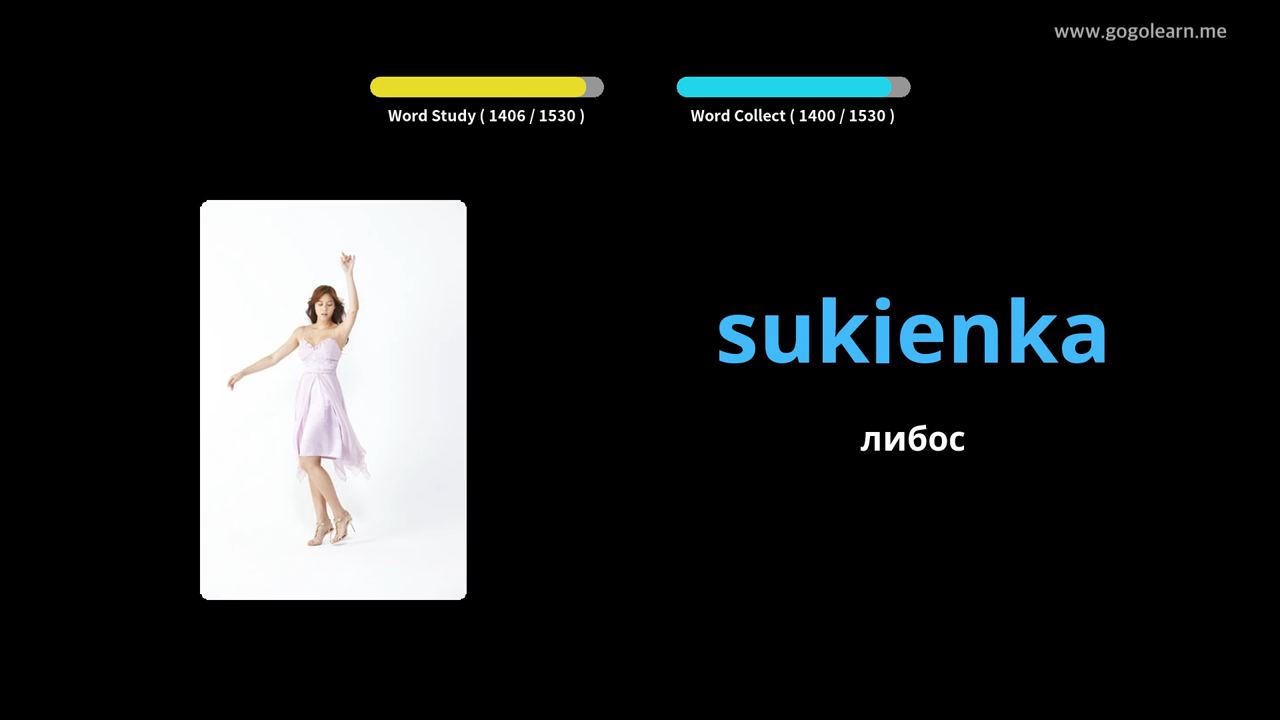 www.gogolearn.me
Word Study ( 1406 / 1530 )
Word Collect ( 1400 / 1530 )
sukienka
либос